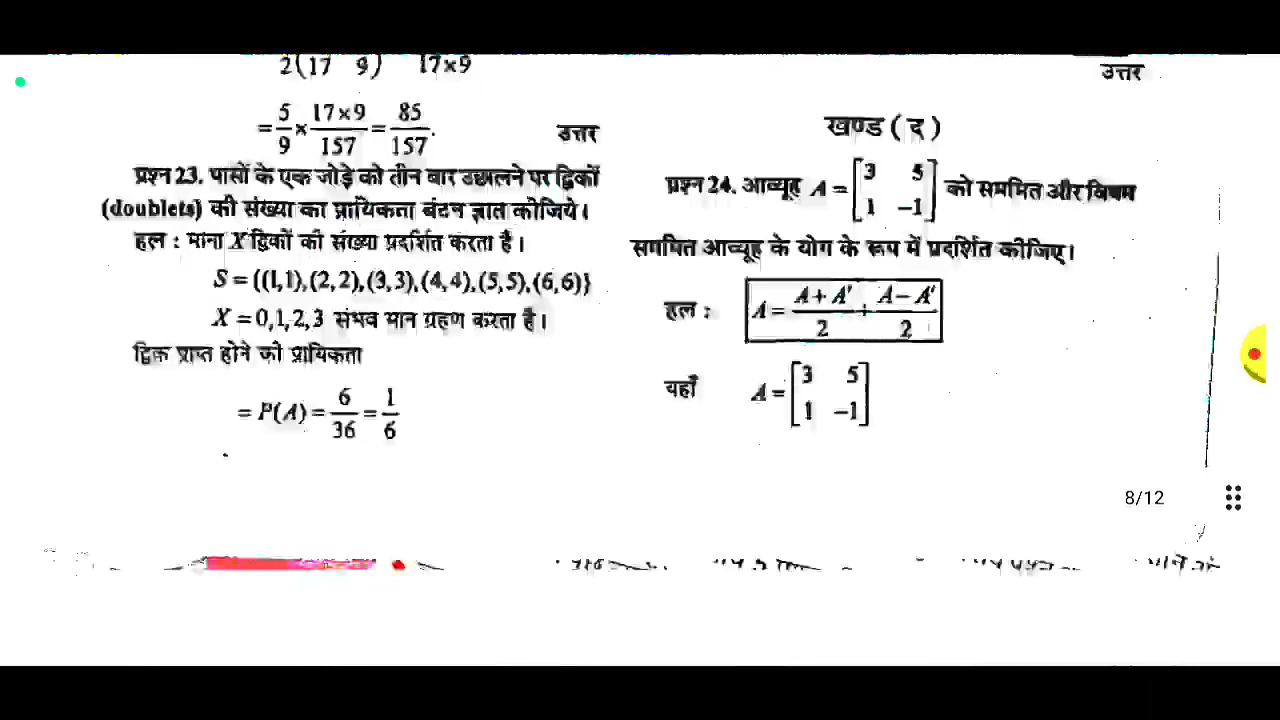 2(17 9) 17×9
= 5/9 × 17×9/157 = 85/157. उत्तर
प्रश्न 23. पासों के एक जोड़े को तीन बार उछालने पर द्विकों
(doublets) की संख्या का प्रायिकता बंटन ज्ञात कीजिये।
हल : माना X द्विकों की संख्या प्रदर्शित करता है।
S = {(1,1),(2,2),(3,3),(4,4),(5,5),(6,6)}
X = 0,1,2,3 संभव मान ग्रहण करता है।
द्विक प्राप्त होने की प्रायिकता
= P(A) = 6/36 = 1/6
उत्तर
खण्ड ( द )
प्रश्न 24. आव्यूह A = [3 5; 1 −1] को सममित और विषम
सममित आव्यूह के योग के रूप में प्रदर्शित कीजिए।
हल : A = A + A′/2 + A − A′/2
यहाँ A = [3 5; 1 −1]
8/12